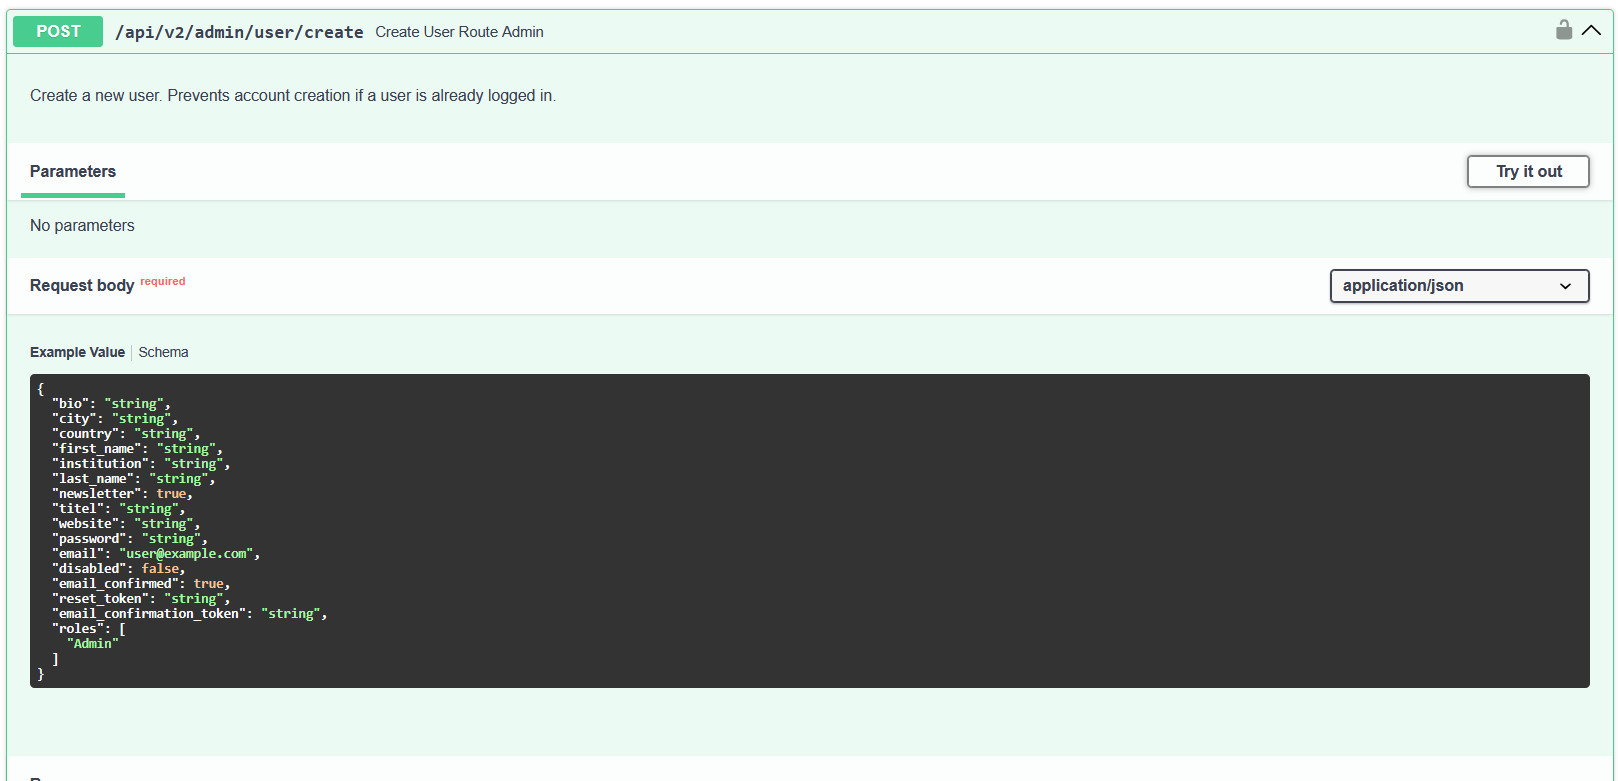 POST /api/v2/admin/user/create Create User Route Admin
Create a new user. Prevents account creation if a user is already logged in.
Parameters Try it out
No parameters
Request body required application/json
Example Value Schema
{
  "bio": "string",
  "city": "string",
  "country": "string",
  "first_name": "string",
  "institution": "string",
  "last_name": "string",
  "newsletter": true,
  "titel": "string",
  "website": "string",
  "password": "string",
  "email": "user@example.com",
  "disabled": false,
  "email_confirmed": true,
  "reset_token": "string",
  "email_confirmation_token": "string",
  "roles": [
    "Admin"
  ]
}